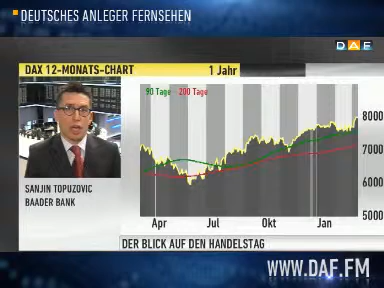 DEUTSCHES ANLEGER FERNSEHEN
DAF
DAX 12-MONATS-CHART 1 Jahr
90 Tage 200 Tage
8000
7000
6000
5000
Apr Jul Okt Jan
SANJIN TOPUZOVIC
BAADER BANK
DER BLICK AUF DEN HANDELSTAG
WWW.DAF.FM